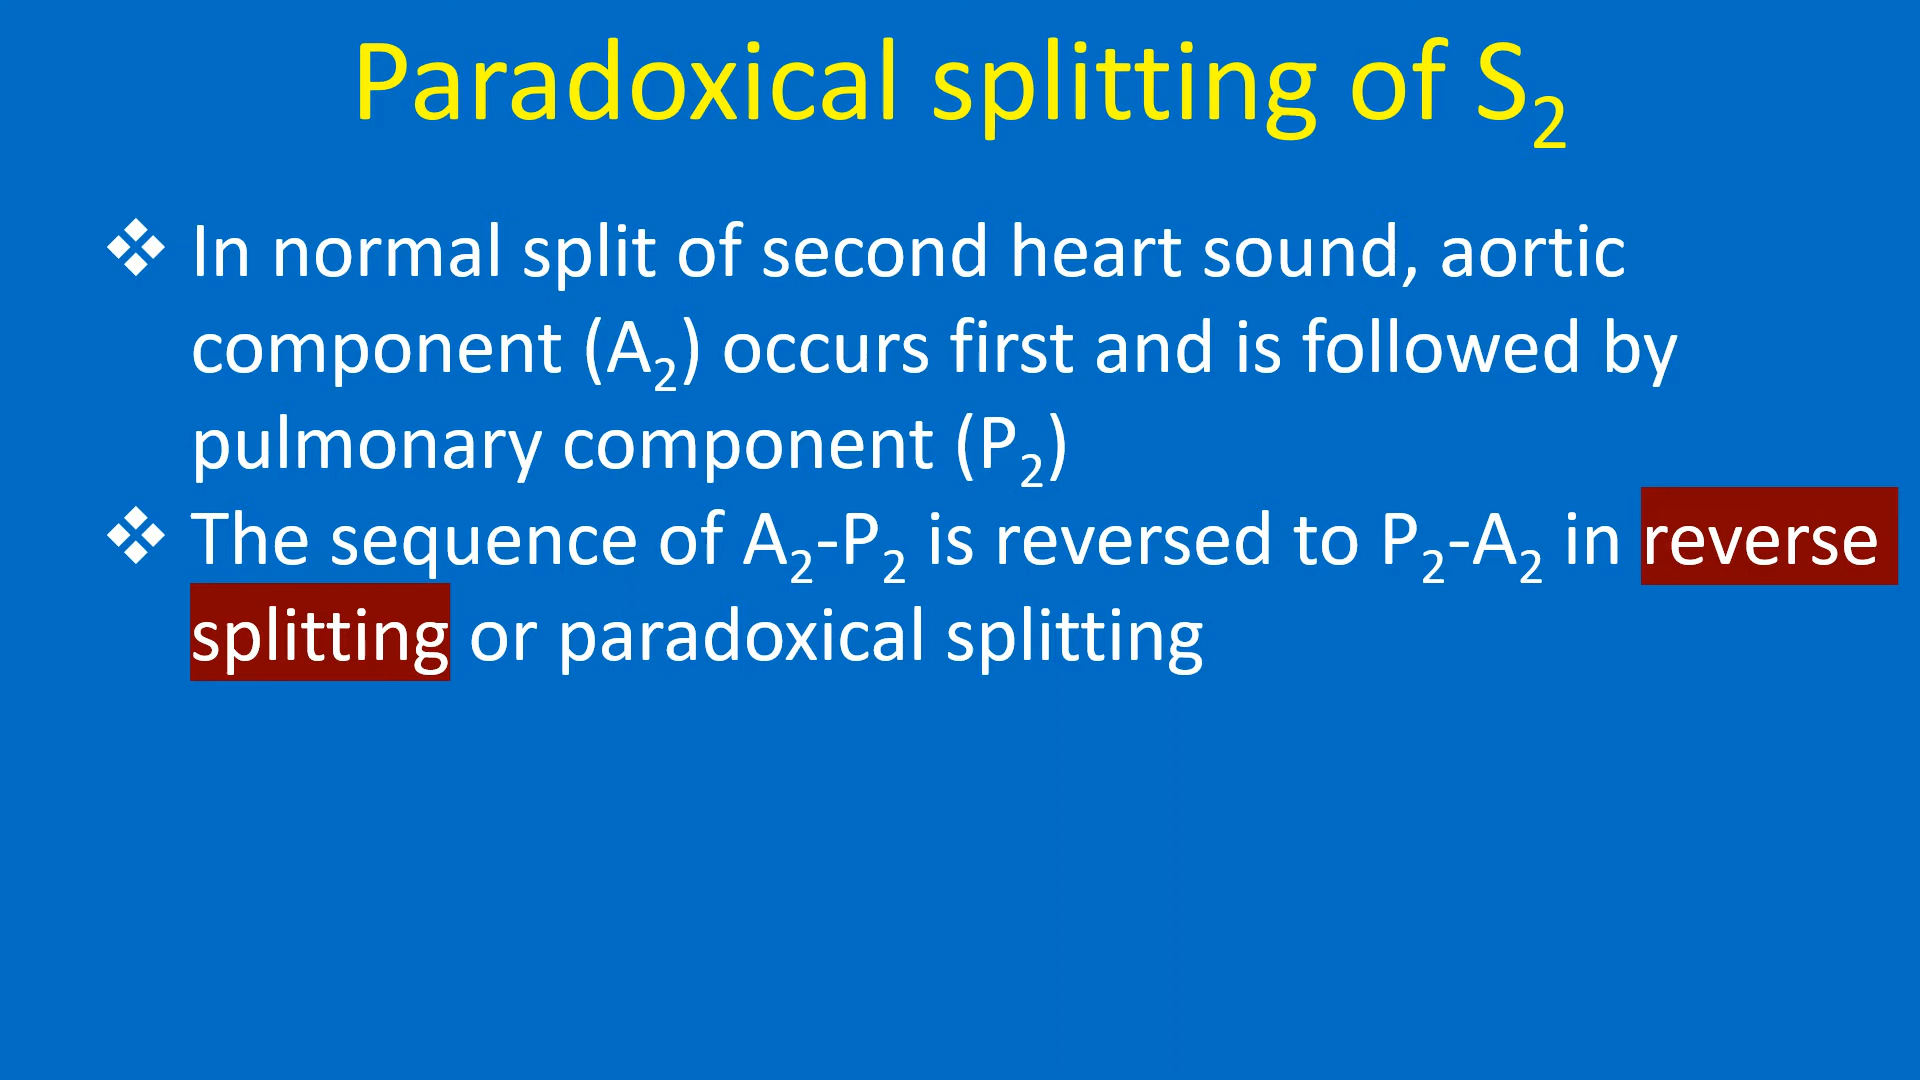 Paradoxical splitting of S₂
❖ In normal split of second heart sound, aortic
component (A₂) occurs first and is followed by
pulmonary component (P₂)
❖ The sequence of A₂-P₂ is reversed to P₂-A₂ in reverse
splitting or paradoxical splitting